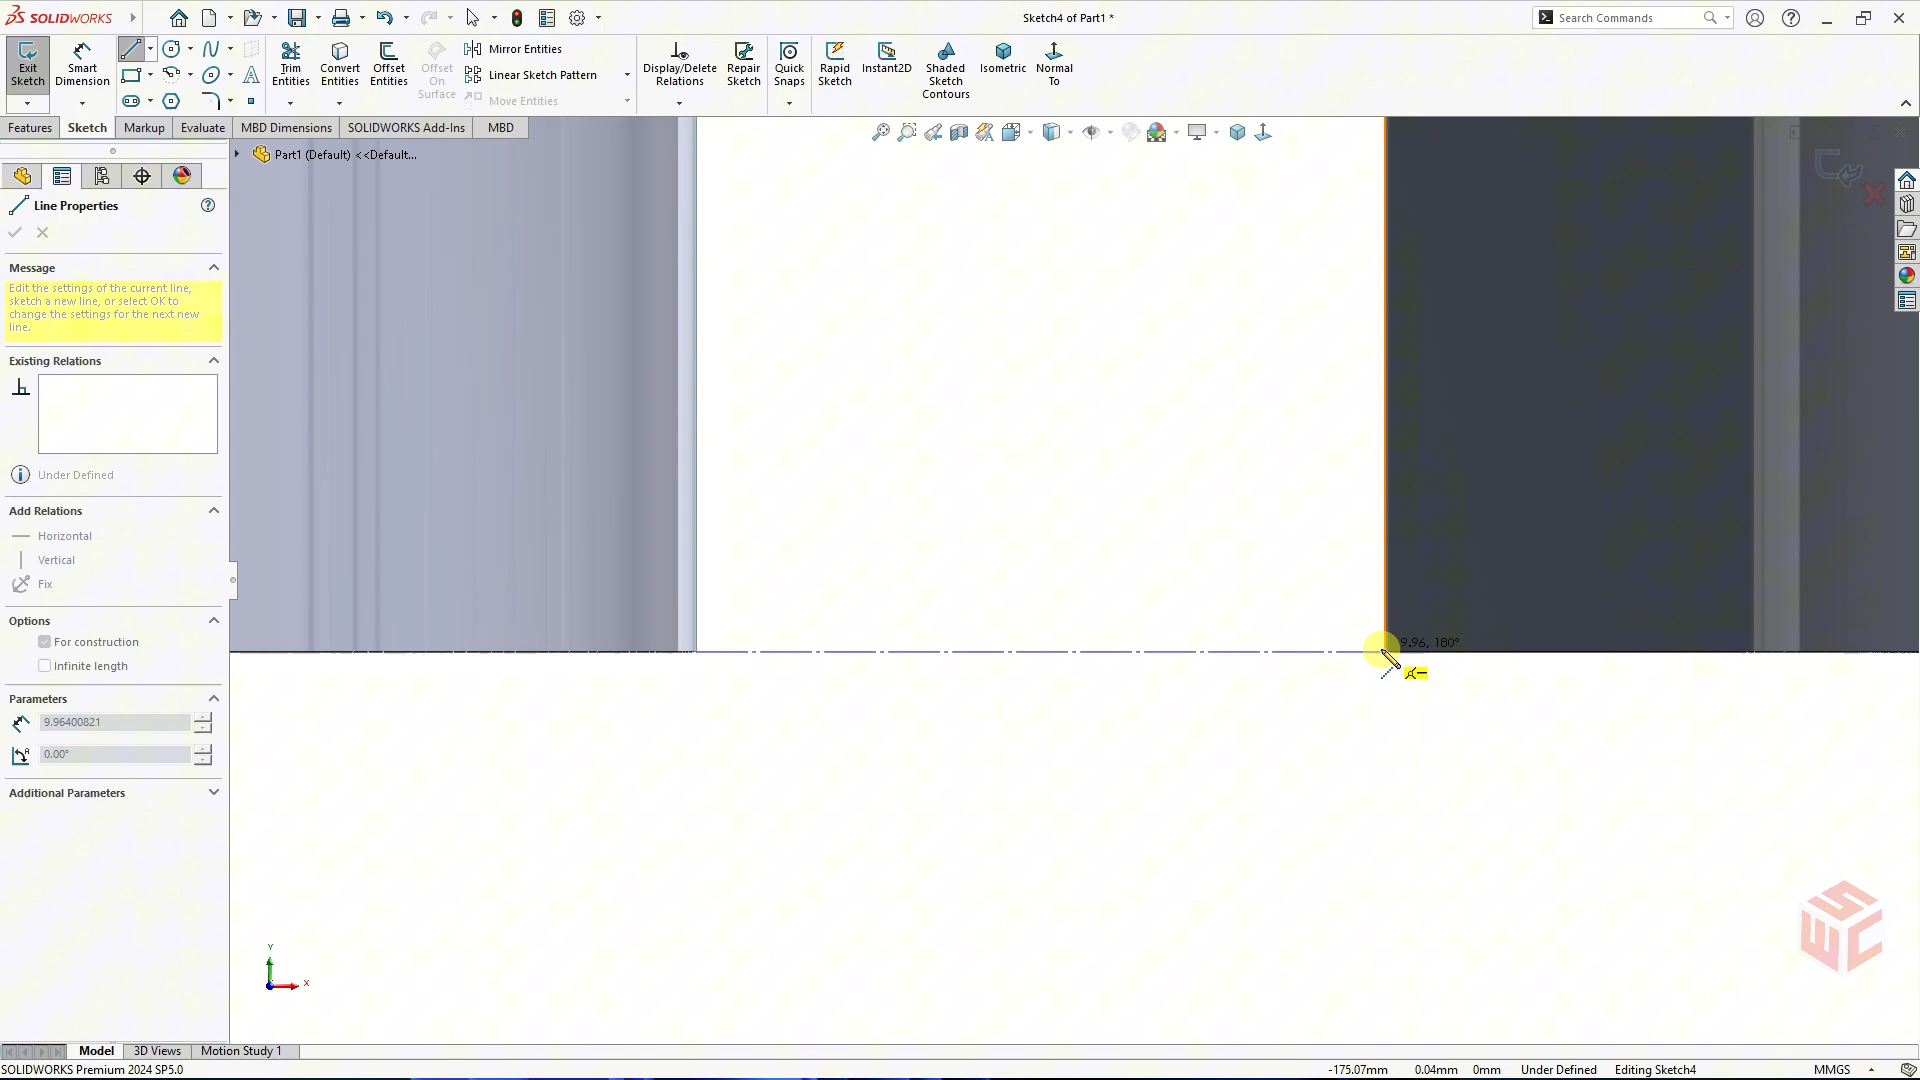 SOLIDWORKS
Sketch4 of Part1 *
Search Commands
Exit Sketch
Smart Dimension
Trim Entities
Convert Entities
Offset Entities
Offset On Surface
Mirror Entities
Linear Sketch Pattern
Move Entities
Display/Delete Relations
Repair Sketch
Quick Snaps
Rapid Sketch
Instant2D
Shaded Sketch Contours
Isometric
Normal To
Features
Sketch
Markup
Evaluate
MBD Dimensions
SOLIDWORKS Add-Ins
MBD
Part1 (Default) <<Default...
Line Properties
Message
Edit the settings of the current line,
sketch a new line, or select OK to
change the settings for the next new
line.
Existing Relations
Under Defined
Add Relations
Horizontal
Vertical
Fix
Options
For construction
Infinite length
Parameters
9.96400821
0.00°
Additional Parameters
9.96, 180°
Y
X
SWC
Model
3D Views
Motion Study 1
SOLIDWORKS Premium 2024 SP5.0
-175.07mm
0.04mm
0mm
Under Defined
Editing Sketch4
MMGS